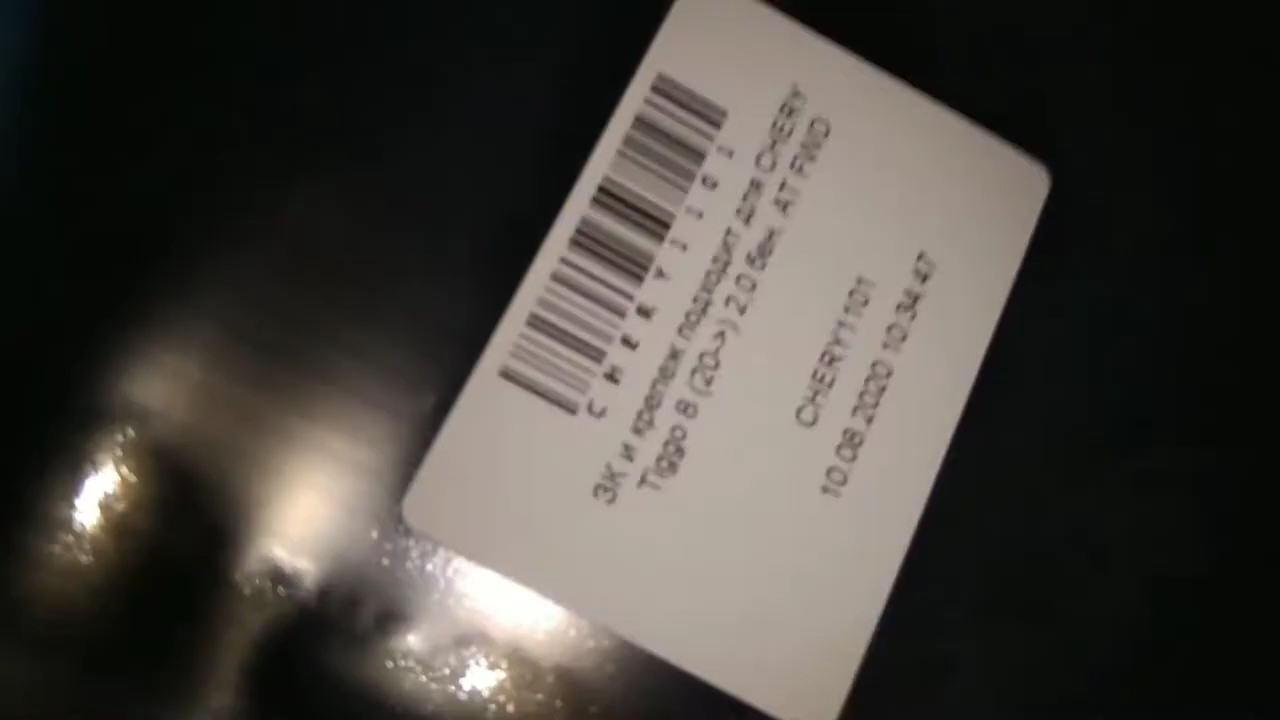 CHERY1101
ЗК и крепеж подходит для CHERY
Tiggo 8 (20->) 2.0 бен. AT FWD
CHERY1101
10.08.2020 10:34:47